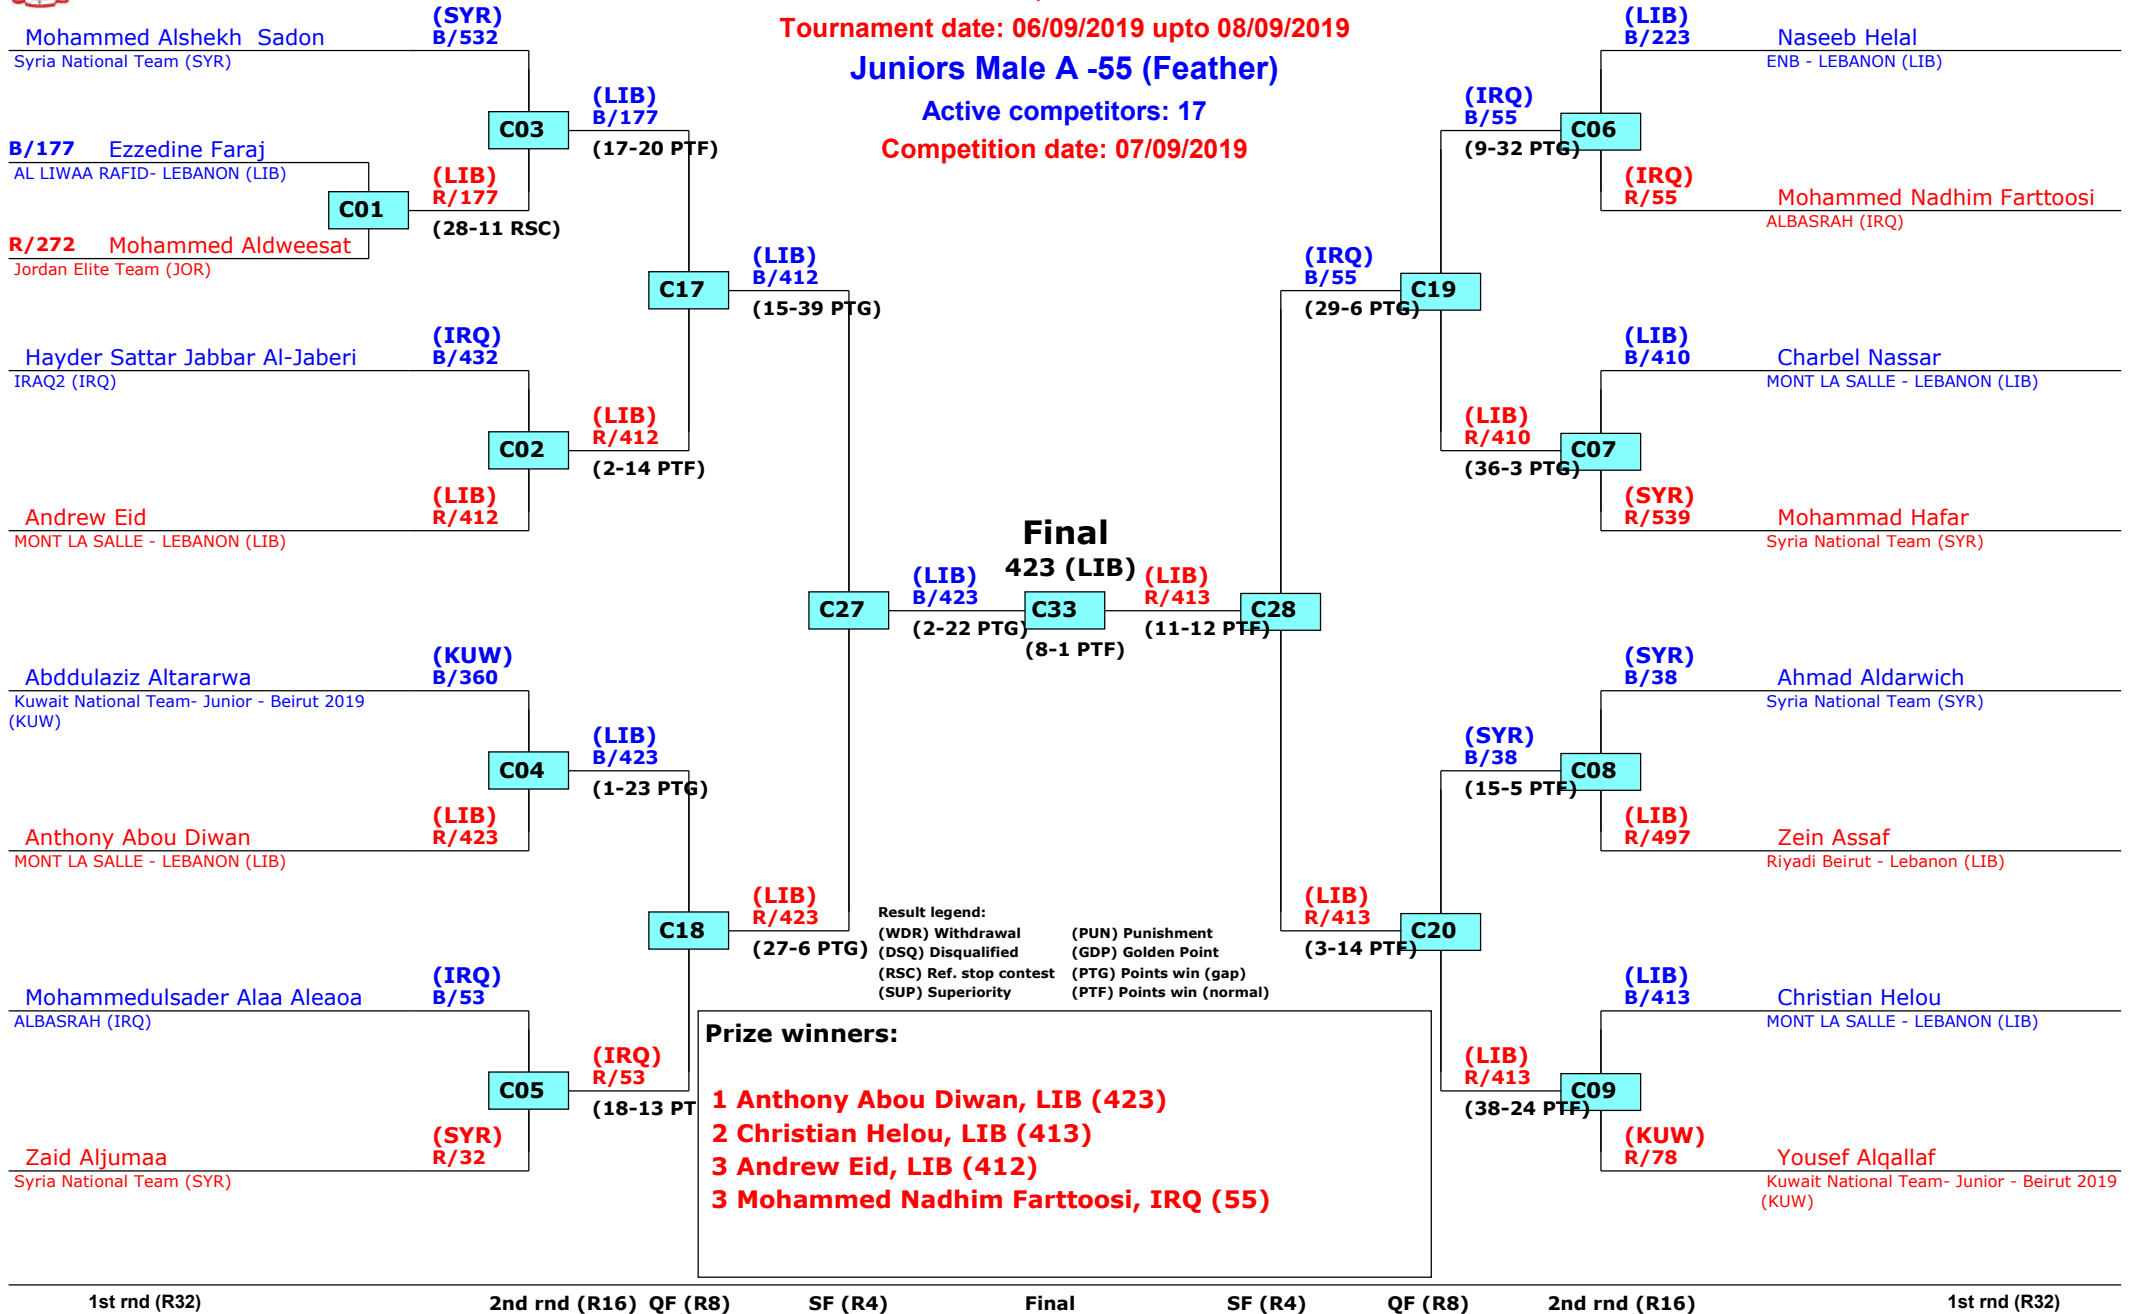 Tournament date: 06/09/2019 upto 08/09/2019
Juniors Male A -55 (Feather)
Active competitors: 17
Competition date: 07/09/2019
(SYR)
Mohammed Alshekh  Sadon B/532
Syria National Team (SYR)
B/177 Ezzedine Faraj
AL LIWAA RAFID- LEBANON (LIB)
C01
(LIB)
R/177
(28-11 RSC)
R/272 Mohammed Aldweesat
Jordan Elite Team (JOR)
C03
(LIB)
B/177
(17-20 PTF)
(IRQ)
Hayder Sattar Jabbar Al-Jaberi B/432
IRAQ2 (IRQ)
C02
(LIB)
R/412
(2-14 PTF)
(LIB)
Andrew Eid R/412
MONT LA SALLE - LEBANON (LIB)
C17
(LIB)
B/412
(15-39 PTG)
(KUW)
Abddulaziz Altararwa B/360
Kuwait National Team- Junior - Beirut 2019
(KUW)
C04
(LIB)
B/423
(1-23 PTG)
(LIB)
Anthony Abou Diwan R/423
MONT LA SALLE - LEBANON (LIB)
C18
(LIB)
R/423
(27-6 PTG)
(IRQ)
Mohammedulsader Alaa Aleaoa B/53
ALBASRAH (IRQ)
C05
(IRQ)
R/53
(18-13 PT
(SYR)
Zaid Aljumaa R/32
Syria National Team (SYR)
C27
(LIB)
B/423
(2-22 PTG)
Final
423 (LIB)
C33
(8-1 PTF)
(LIB)
R/413
(11-12 PTF)
C28
(LIB)
B/223 Naseeb Helal
ENB - LEBANON (LIB)
(IRQ)
B/55
(9-32 PTG)
C06
(IRQ)
R/55 Mohammed Nadhim Farttoosi
ALBASRAH (IRQ)
(IRQ)
B/55
(29-6 PTG)
C19
(LIB)
B/410 Charbel Nassar
MONT LA SALLE - LEBANON (LIB)
(LIB)
R/410
(36-3 PTG)
C07
(SYR)
R/539 Mohammad Hafar
Syria National Team (SYR)
(SYR)
B/38 Ahmad Aldarwich
Syria National Team (SYR)
(SYR)
B/38
(15-5 PTF)
C08
(LIB)
R/497 Zein Assaf
Riyadi Beirut - Lebanon (LIB)
(LIB)
R/413
(3-14 PTF)
C20
(LIB)
B/413 Christian Helou
MONT LA SALLE - LEBANON (LIB)
(LIB)
R/413
(38-24 PTF)
C09
(KUW)
R/78 Yousef Alqallaf
Kuwait National Team- Junior - Beirut 2019
(KUW)
Result legend:
(WDR) Withdrawal (PUN) Punishment
(DSQ) Disqualified (GDP) Golden Point
(RSC) Ref. stop contest (PTG) Points win (gap)
(SUP) Superiority (PTF) Points win (normal)
Prize winners:
1 Anthony Abou Diwan, LIB (423)
2 Christian Helou, LIB (413)
3 Andrew Eid, LIB (412)
3 Mohammed Nadhim Farttoosi, IRQ (55)
1st rnd (R32) 2nd rnd (R16) QF (R8) SF (R4) Final SF (R4) QF (R8) 2nd rnd (R16) 1st rnd (R32)